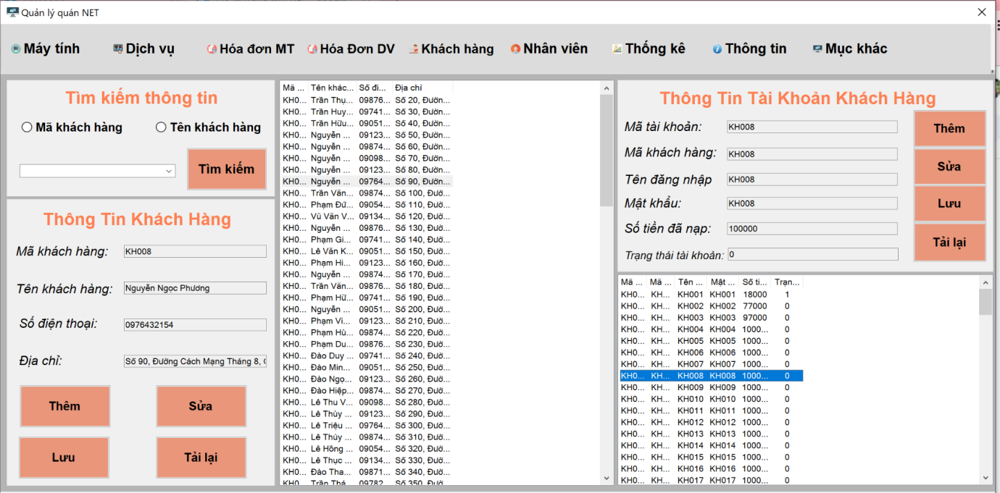 Quản lý quán NET
Máy tính Dịch vụ Hóa đơn MT Hóa Đơn DV Khách hàng Nhân viên Thống kê Thông tin Mục khác
Tìm kiếm thông tin
Mã khách hàng Tên khách hàng
Tìm kiếm
Thông Tin Khách Hàng
Mã khách hàng: KH008
Tên khách hàng: Nguyễn Ngọc Phương
Số điện thoại: 0976432154
Địa chỉ: Số 90, Đường Cách Mạng Tháng 8,
Thêm Sửa
Lưu Tải lại
Mã ... Tên khác... Số đi... Địa chỉ
KH0... Trần Thụ... 09876... Số 20, Đườn...
KH0... Trần Huy... 09741... Số 30, Đườn...
KH0... Trần Hữu... 09051... Số 40, Đườn...
KH0... Nguyễn ... 09123... Số 50, Đườn...
KH0... Nguyễn ... 09874... Số 60, Đườn...
KH0... Nguyễn ... 09098... Số 70, Đườn...
KH0... Nguyễn ... 09123... Số 80, Đườn...
KH0... Nguyễn ... 09764... Số 90, Đườn...
KH0... Trần Văn... 09874... Số 100, Đườ...
KH0... Phạm Đứ... 09054... Số 110, Đườ...
KH0... Vũ Văn V... 09134... Số 120, Đườ...
KH0... Nguyễn ... 09876... Số 130, Đườ...
KH0... Phạm Gi... 09741... Số 140, Đườ...
KH0... Lê Văn K... 09051... Số 150, Đườ...
KH0... Phạm Hi... 09123... Số 160, Đườ...
KH0... Nguyễn ... 09874... Số 170, Đườ...
KH0... Trần Văn... 09876... Số 180, Đườ...
KH0... Phạm Hữ... 09741... Số 190, Đườ...
KH0... Nguyễn ... 09051... Số 200, Đườ...
KH0... Phạm Vi... 09123... Số 210, Đườ...
KH0... Phạm Hù... 09874... Số 220, Đườ...
KH0... Phạm Du... 09876... Số 230, Đườ...
KH0... Đào Duy ... 09741... Số 240, Đườ...
KH0... Đào Min... 09051... Số 250, Đườ...
KH0... Đào Ngọ... 09123... Số 260, Đườ...
KH0... Đào Hiệp... 09874... Số 270, Đườ...
KH0... Lê Thu V... 09098... Số 280, Đườ...
KH0... Lê Thùy ... 09123... Số 290, Đườ...
KH0... Lê Triệu ... 09764... Số 300, Đườ...
KH0... Lê Thúy ... 09874... Số 310, Đườ...
KH0... Lê Hồng ... 09054... Số 320, Đườ...
KH0... Lê Thục ... 09134... Số 330, Đườ...
KH0... Đào Tha... 09871... Số 340, Đườ...
KH0... Trần Thá... 09782... Số 350, Đườ...
Thông Tin Tài Khoản Khách Hàng
Mã tài khoản: KH008
Mã khách hàng: KH008
Tên đăng nhập KH008
Mật khẩu: KH008
Số tiền đã nạp: 100000
Trạng thái tài khoản: 0
Thêm
Sửa
Lưu
Tải lại
Mã ... Mã ... Tên ... Mật ... Số ti... Trạn...
KH0... KH... KH001 KH001 18000 1
KH0... KH... KH002 KH002 77000 0
KH0... KH... KH003 KH003 97000 0
KH0... KH... KH004 KH004 1000... 0
KH0... KH... KH005 KH005 1000... 0
KH0... KH... KH006 KH006 1000... 0
KH0... KH... KH007 KH007 1000... 0
KH0... KH... KH008 KH008 1000... 0
KH0... KH... KH009 KH009 1000... 0
KH0... KH... KH010 KH010 1000... 0
KH0... KH... KH011 KH011 1000... 0
KH0... KH... KH012 KH012 1000... 0
KH0... KH... KH013 KH013 1000... 0
KH0... KH... KH014 KH014 1000... 0
KH0... KH... KH015 KH015 1000... 0
KH0... KH... KH016 KH016 1000... 0
KH0... KH... KH017 KH017 1000... 0